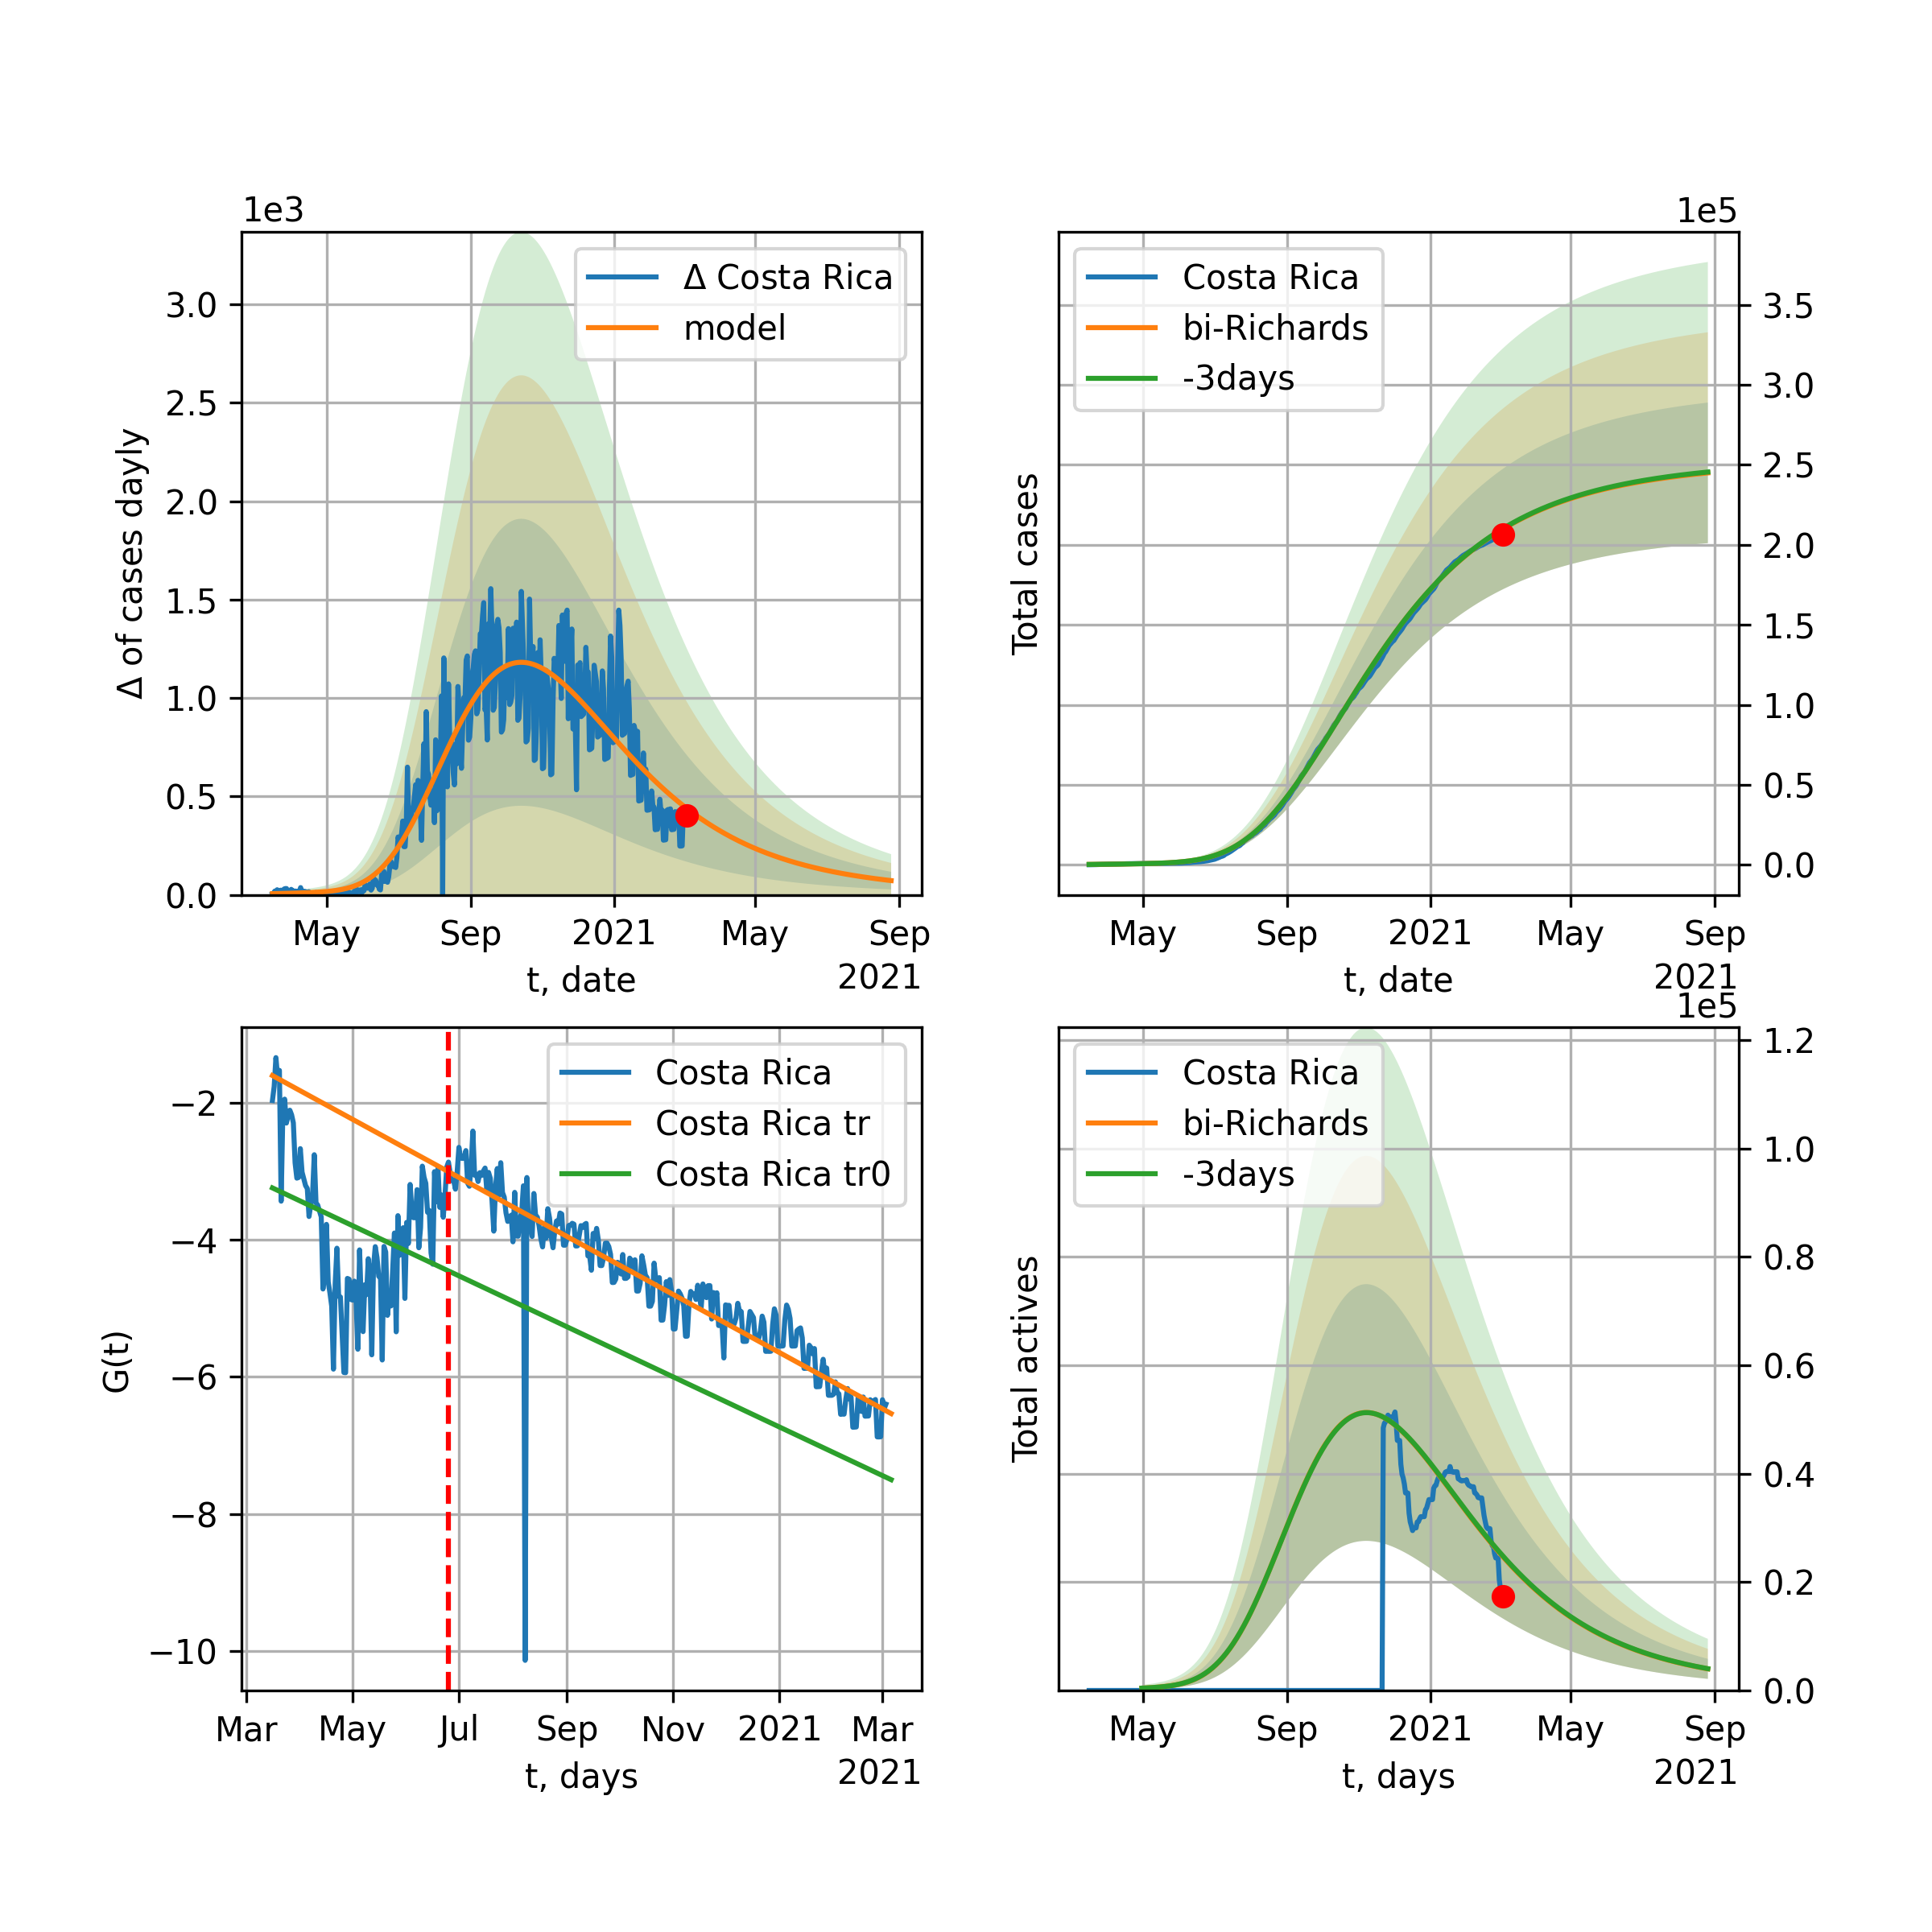 1e3
Δ Costa Rica
model
3.0
2.5
2.0
1.5
1.0
0.5
0.0
Δ of cases dayly
May Sep 2021 May Sep
t, date
2021
1e5
Costa Rica
bi-Richards
-3days
3.5
3.0
2.5
2.0
1.5
1.0
0.5
0.0
Total cases
May Sep 2021 May Sep
t, date
2021
Costa Rica
Costa Rica tr
Costa Rica tr0
−2
−4
−6
−8
−10
G(t)
Mar May Jul Sep Nov 2021 Mar
t, days
2021
1e5
Costa Rica
bi-Richards
-3days
1.2
1.0
0.8
0.6
0.4
0.2
0.0
Total actives
May Sep 2021 May Sep
t, days
2021